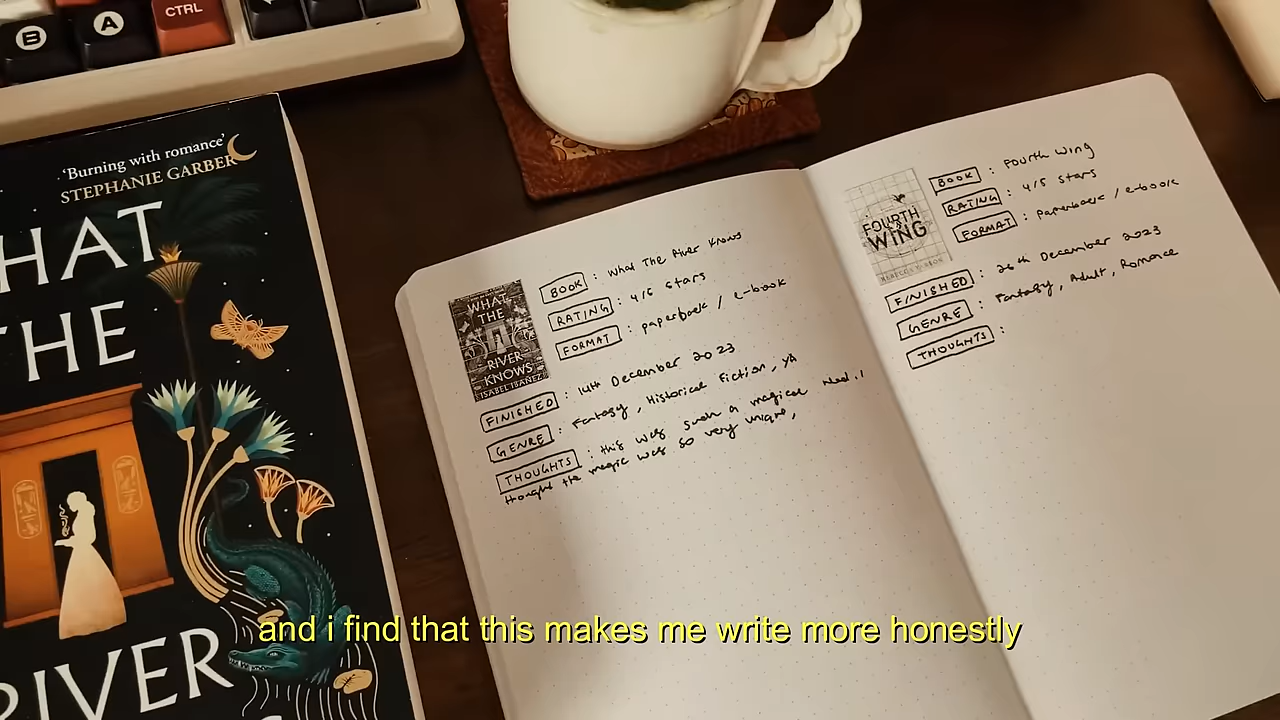 B
A
CTRL
'Burning with romance'
STEPHANIE GARBER
WHAT
THE
RIVER
WHAT
THE
RIVER
KNOWS
ISABEL IBAÑEZ
BOOK : What The River Knows
RATING : 4/5 stars
FORMAT : paperback / e-book
FINISHED : 14th December 2023
GENRE : Fantasy, Historical Fiction, YA
THOUGHTS : this was such a magical read!
thought the magic was so very unique,
FOURTH
WING
BOOK : Fourth Wing
RATING : 4/5 stars
FORMAT : paperback / e-book
FINISHED : 26th December 2023
GENRE : Fantasy, Adult, Romance
THOUGHTS :
and i find that this makes me write more honestly